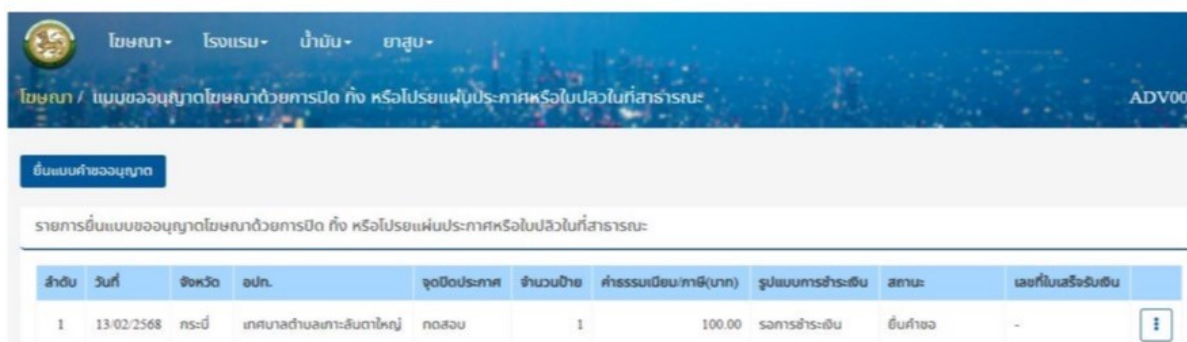 โฆษณา โรงแรม น้ำมัน ยาสูบ
โฆษณา / แบบขออนุญาตโฆษณาด้วยการปิด ทิ้ง หรือโปรยแผ่นประกาศหรือใบปลิวในที่สาธารณะ ADV00
ยื่นแบบคำขออนุญาต
รายการยื่นแบบขออนุญาตโฆษณาด้วยการปิด ทิ้ง หรือโปรยแผ่นประกาศหรือใบปลิวในที่สาธารณะ
ลำดับ วันที่ จังหวัด อปท. จุดปิดประกาศ จำนวนป้าย ค่าธรรมเนียม/ภาษี(บาท) รูปแบบการชำระเงิน สถานะ เลขที่ใบเสร็จรับเงิน
1 13/02/2568 กระบี่ เทศบาลตำบลเกาะลันตาใหญ่ ทดสอบ 1 100.00 รอการชำระเงิน ยื่นคำขอ -